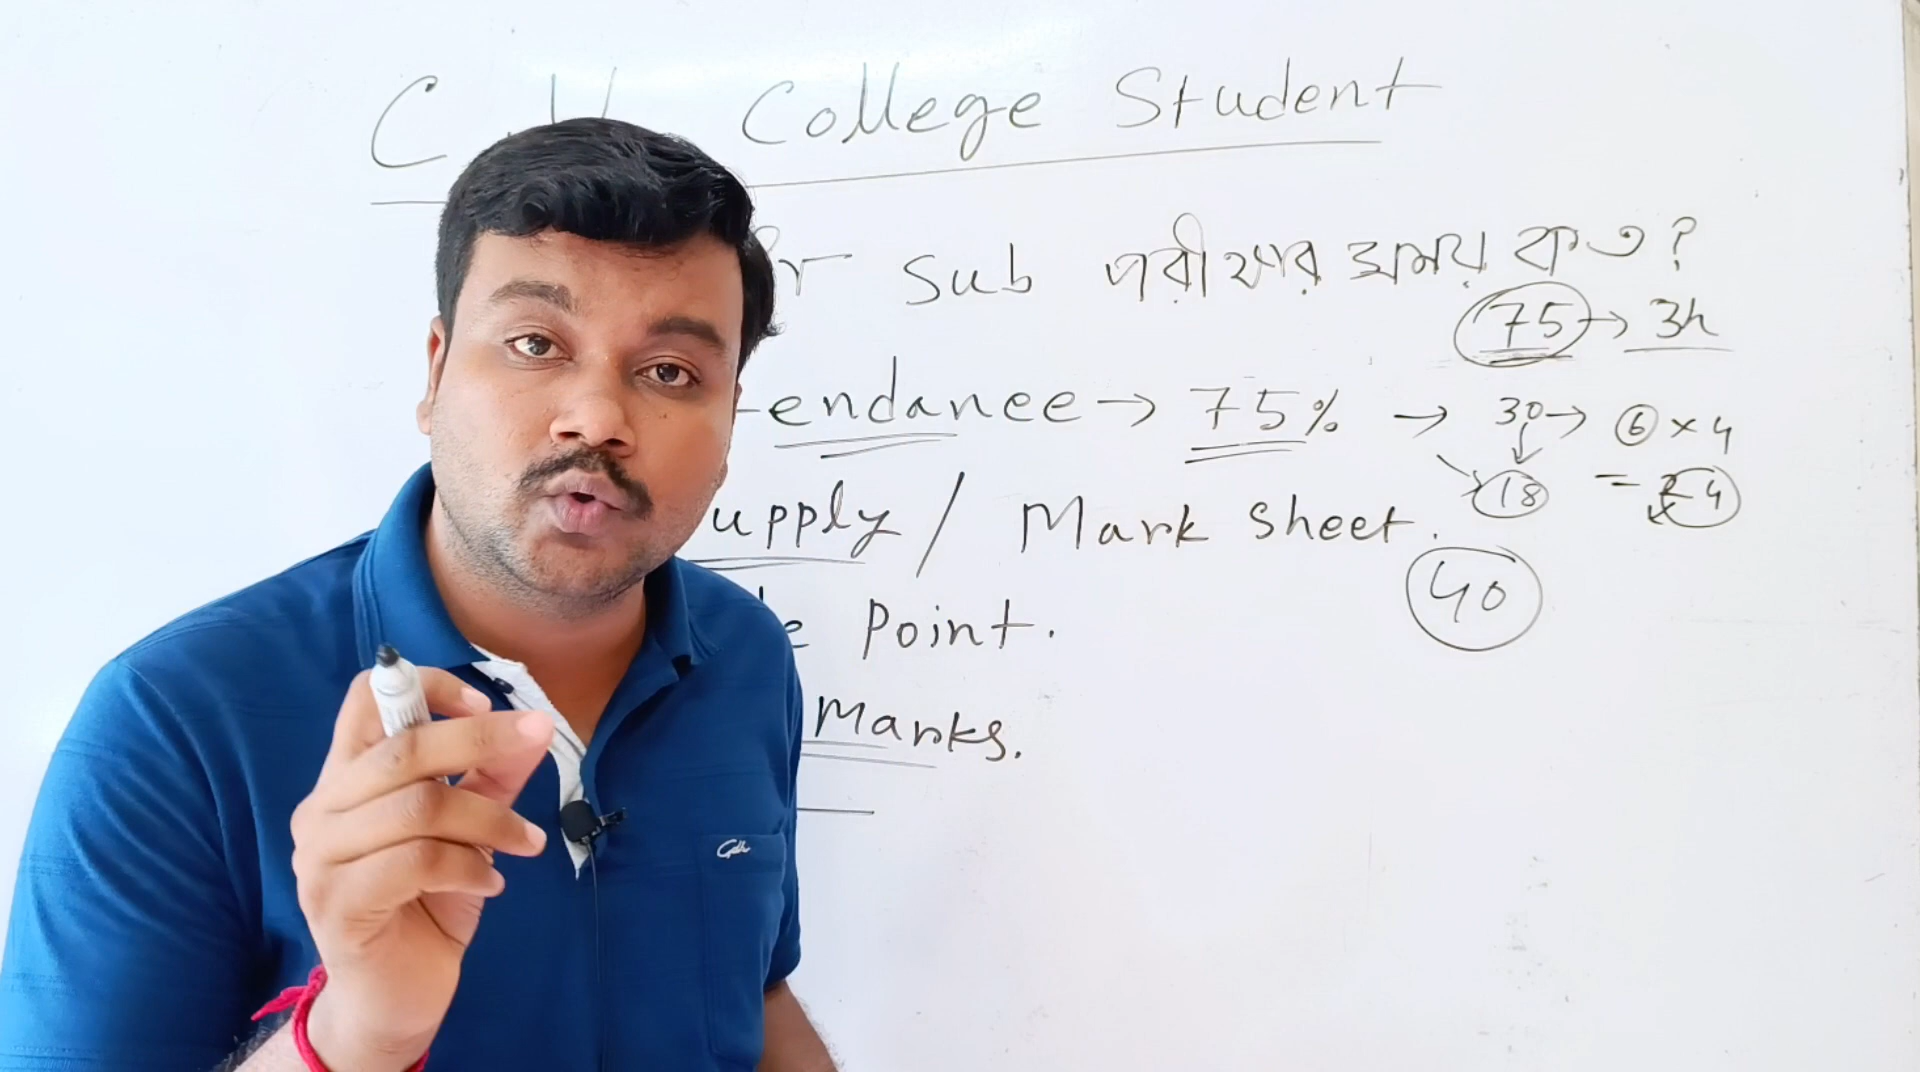 C College Student
Sub পরীক্ষার সময় কত?
75 → 3h
endance → 75% → 30 → 6 × 4
18 = 24
upply / Mark Sheet.
40
e Point.
Marks.